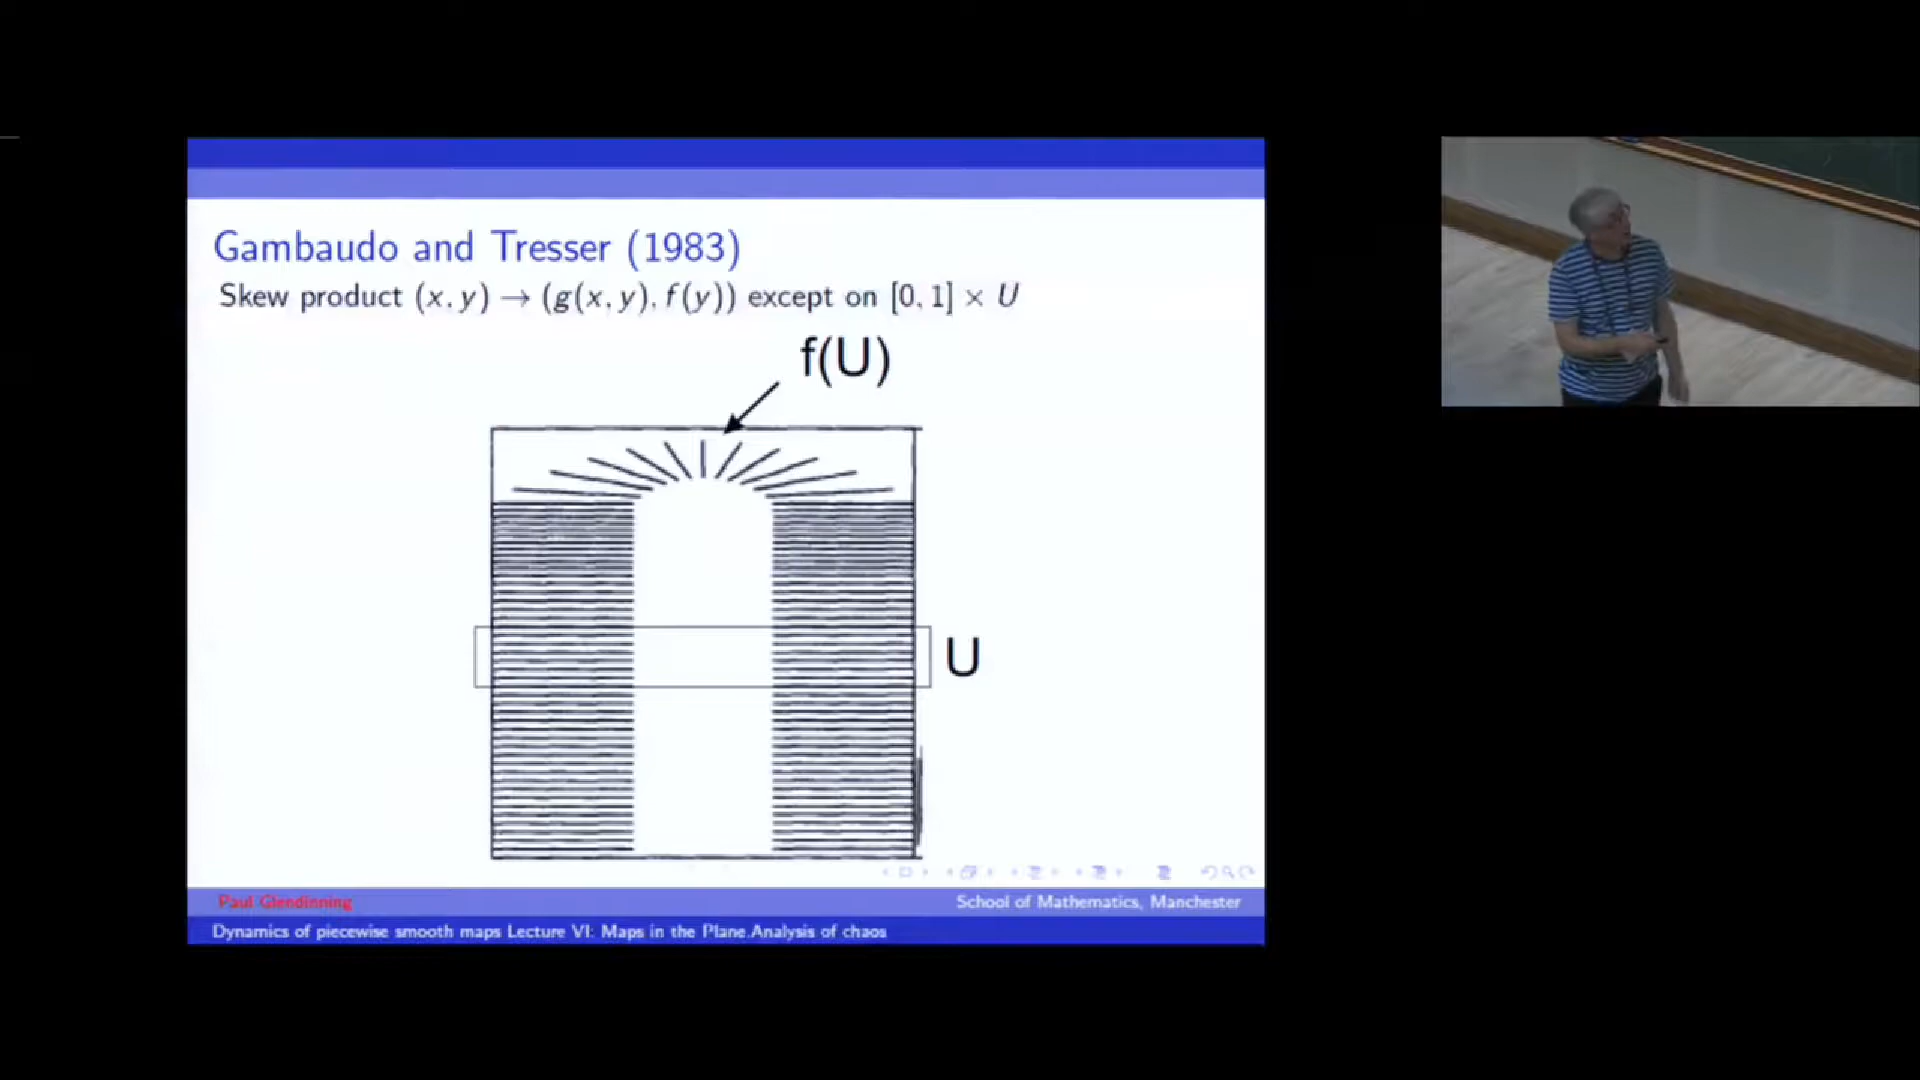 Gambaudo and Tresser (1983)
Skew product (x, y) → (g(x, y), f(y)) except on [0, 1] × U
f(U)
U
Paul Glendinning
School of Mathematics, Manchester
Dynamics of piecewise smooth maps Lecture VI: Maps in the Plane.Analysis of chaos